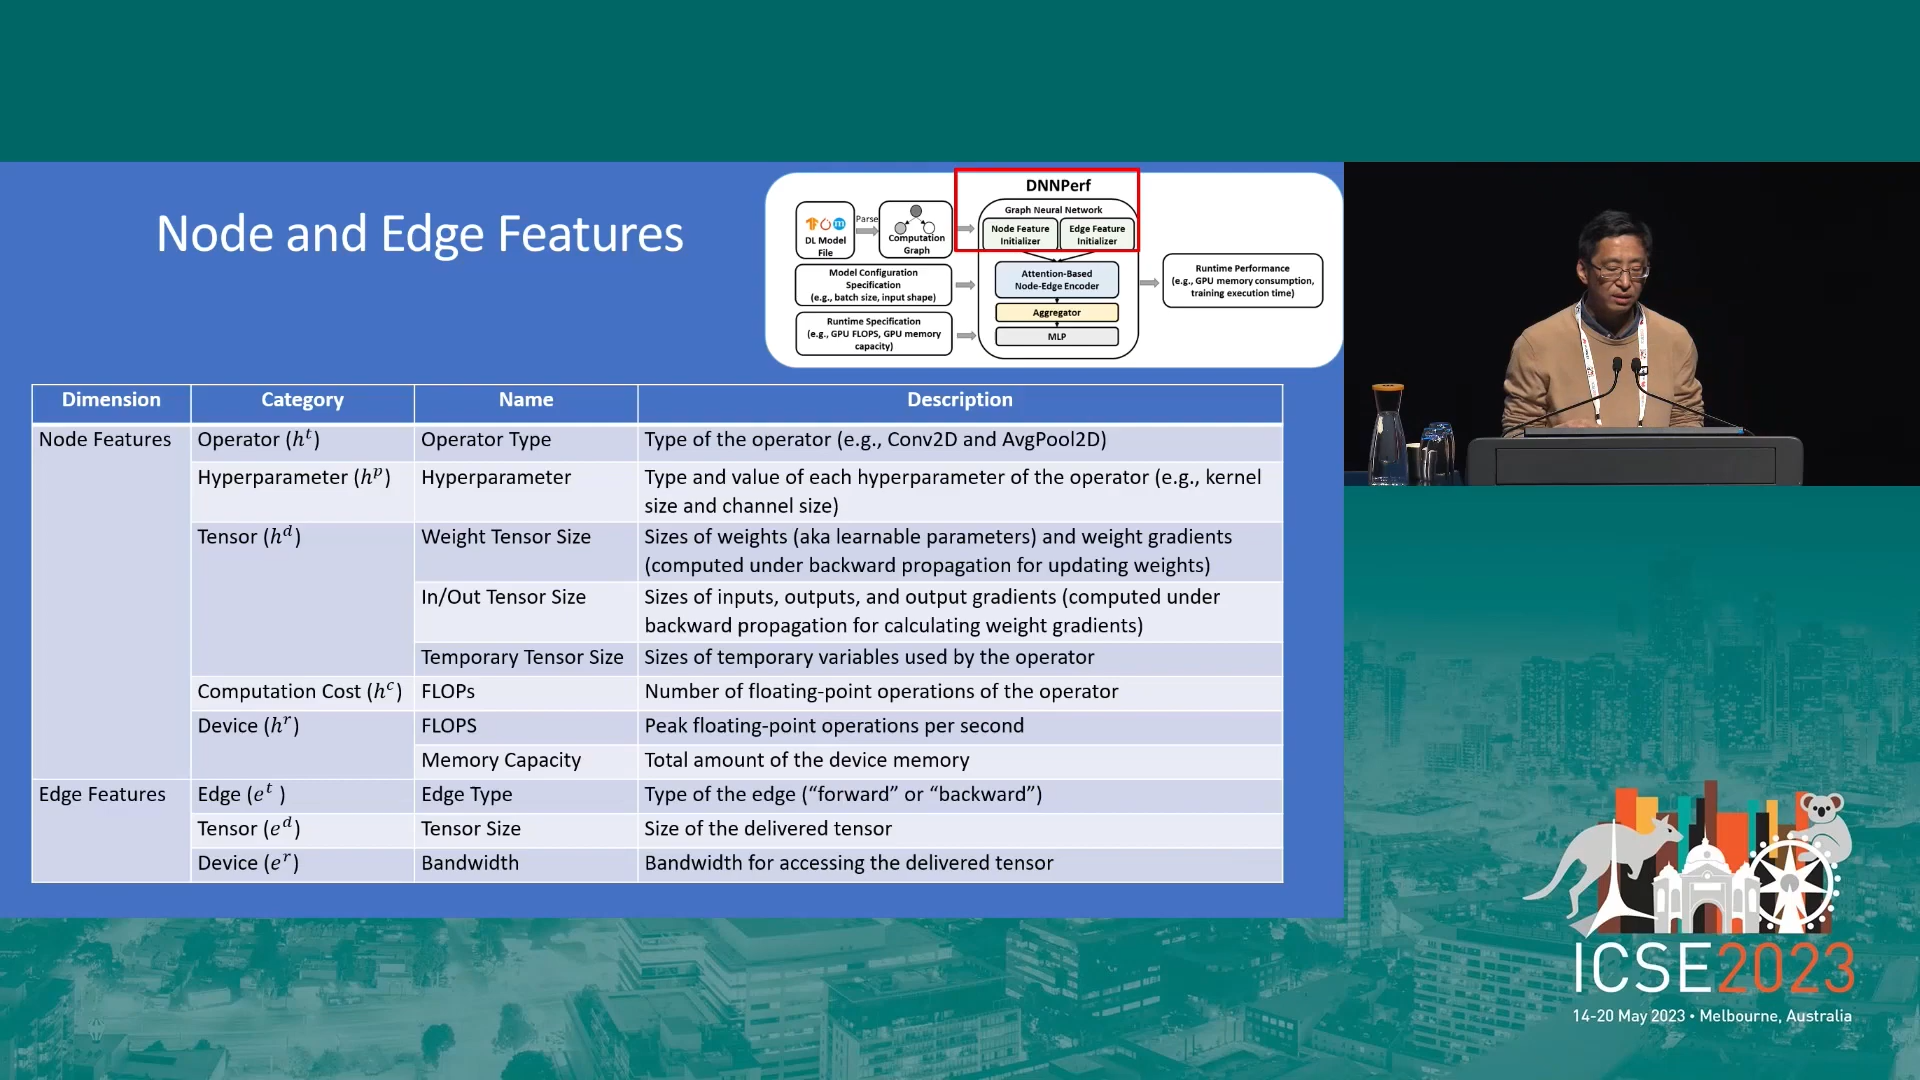 Node and Edge Features
DNNPerf
Graph Neural Network
Node Feature
Initializer
Edge Feature
Initializer
DL Model
File
Parse
Computation
Graph
Model Configuration
Specification
(e.g., batch size, input shape)
Runtime Specification
(e.g., GPU FLOPS, GPU memory
capacity)
Attention-Based
Node-Edge Encoder
Aggregator
MLP
Runtime Performance
(e.g., GPU memory consumption,
training execution time)
Dimension Category Name Description
Node Features Operator (hᵗ) Operator Type Type of the operator (e.g., Conv2D and AvgPool2D)
Hyperparameter (hᵖ) Hyperparameter Type and value of each hyperparameter of the operator (e.g., kernel
size and channel size)
Tensor (hᵈ) Weight Tensor Size Sizes of weights (aka learnable parameters) and weight gradients
(computed under backward propagation for updating weights)
In/Out Tensor Size Sizes of inputs, outputs, and output gradients (computed under
backward propagation for calculating weight gradients)
Temporary Tensor Size Sizes of temporary variables used by the operator
Computation Cost (hᶜ) FLOPs Number of floating-point operations of the operator
Device (hʳ) FLOPS Peak floating-point operations per second
Memory Capacity Total amount of the device memory
Edge Features Edge (eᵗ ) Edge Type Type of the edge (“forward” or “backward”)
Tensor (eᵈ) Tensor Size Size of the delivered tensor
Device (eʳ) Bandwidth Bandwidth for accessing the delivered tensor
ICSE2023
14-20 May 2023 • Melbourne, Australia